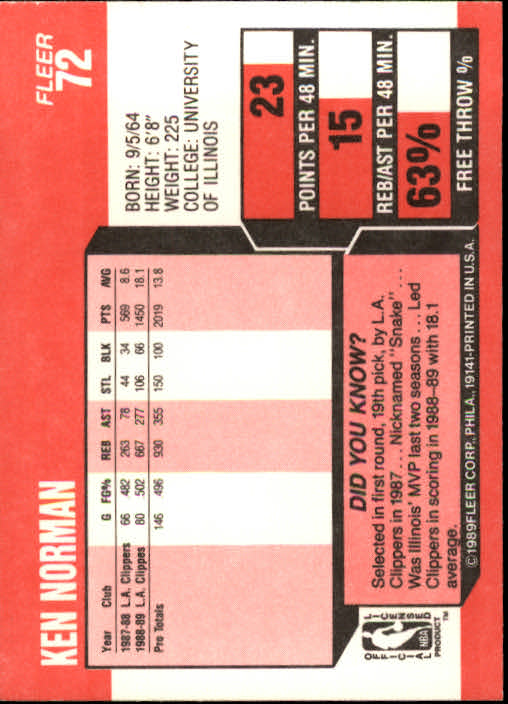 KEN NORMAN
FLEER
72
Year Club G FG% REB AST STL BLK PTS AVG
1987-88 L.A. Clippers 66 .482 263 78 44 34 569 8.6
1988-89 L.A. Clippes 80 .502 667 277 106 66 1450 18.1
Pro Totals 146 .496 930 355 150 100 2019 13.8
BORN: 9/5/64
HEIGHT: 6'8"
WEIGHT: 225
COLLEGE: UNIVERSITY
OF ILLINOIS
23
POINTS PER 48 MIN.
15
REB/AST PER 48 MIN.
63%
FREE THROW %
DID YOU KNOW?
Selected in first round, 19th pick, by L.A.
Clippers in 1987 . . . Nicknamed "Snake" . . .
Was Illinois' MVP last two seasons . . . Led
Clippers in scoring in 1988-89 with 18.1
average.
OFFICIAL LICENSED
NBA
PRODUCT™
©1989 FLEER CORP., PHILA., 19141-PRINTED IN U.S.A.